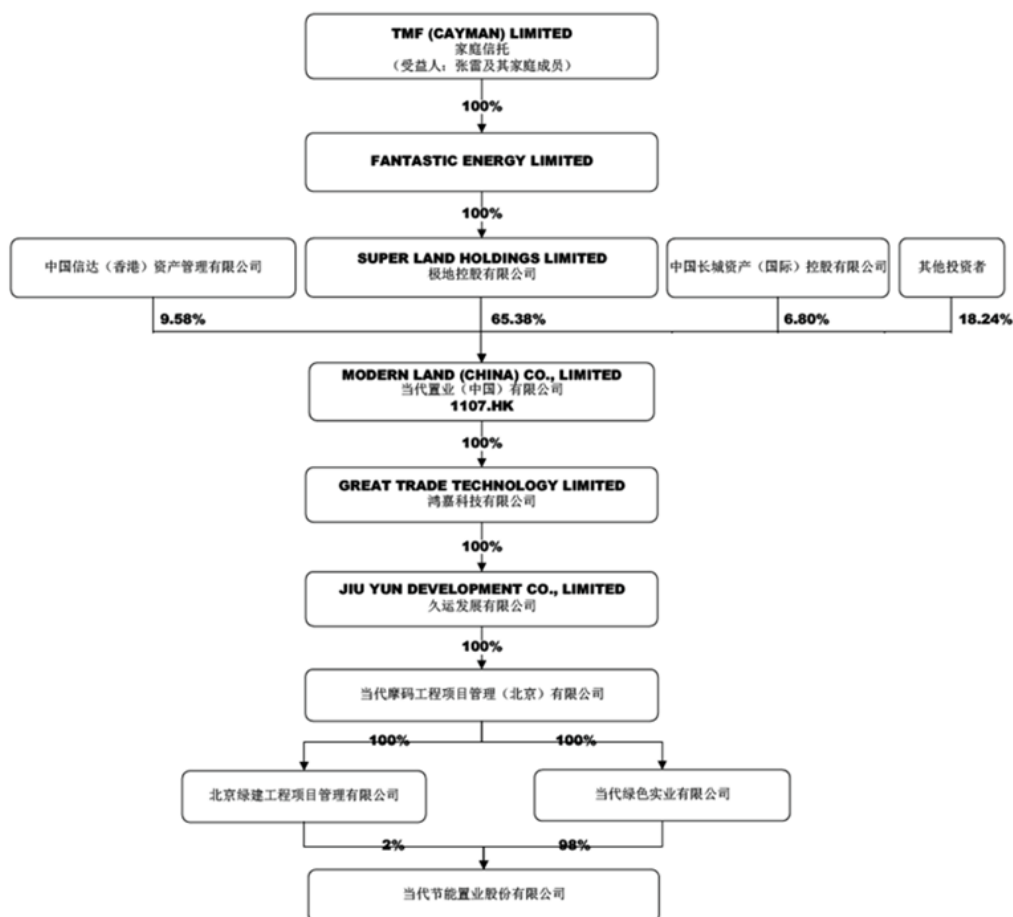 TMF (CAYMAN) LIMITED
家庭信托
（受益人：张雷及其家庭成员）
100%
FANTASTIC ENERGY LIMITED
100%
中国信达（香港）资产管理有限公司
SUPER LAND HOLDINGS LIMITED
极地控股有限公司
中国长城资产（国际）控股有限公司
其他投资者
9.58%
65.38%
6.80%
18.24%
MODERN LAND (CHINA) CO., LIMITED
当代置业（中国）有限公司
1107.HK
100%
GREAT TRADE TECHNOLOGY LIMITED
鸿嘉科技有限公司
100%
JIU YUN DEVELOPMENT CO., LIMITED
久运发展有限公司
100%
当代摩码工程项目管理（北京）有限公司
100%
100%
北京绿建工程项目管理有限公司
当代绿色实业有限公司
2%
98%
当代节能置业股份有限公司